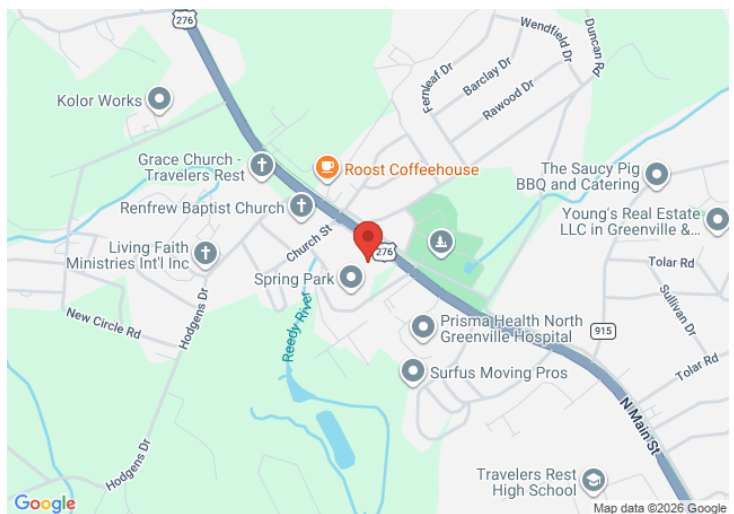 276
Wendfield Dr
Duncan R
Fernleaf Dr
Barclay Dr
Rawood Dr
Kolor Works
Grace Church -
Travelers Rest
Roost Coffeehouse
The Saucy Pig
BBQ and Catering
Renfrew Baptist Church
Church St
Young's Real Estate
LLC in Greenville &...
Living Faith
Ministries Int'l Inc
276
Spring Park
Tolar Rd
Sullivan Dr
Reedy River
New Circle Rd
Hodgens Dr
Prisma Health North
Greenville Hospital
915
Surfus Moving Pros
Tolar Rd
N Main St
Hodgens Dr
Travelers Rest
High School
Google
Map data ©2026 Google